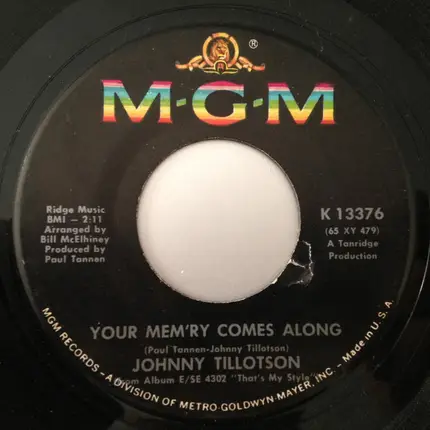 ®
M·G·M
Ridge Music
BMI - 2:11
Arranged by
Bill McElhiney
Produced by
Paul Tannen
K 13376
(65 XY 479)
A Tanridge
Production
YOUR MEM'RY COMES ALONG
(Paul Tannen-Johnny Tillotson)
JOHNNY TILLOTSON
From Album E/SE 4302 "That's My Style"
MGM RECORDS - A DIVISION OF METRO-GOLDWYN-MAYER, INC. - Made in U.S.A.